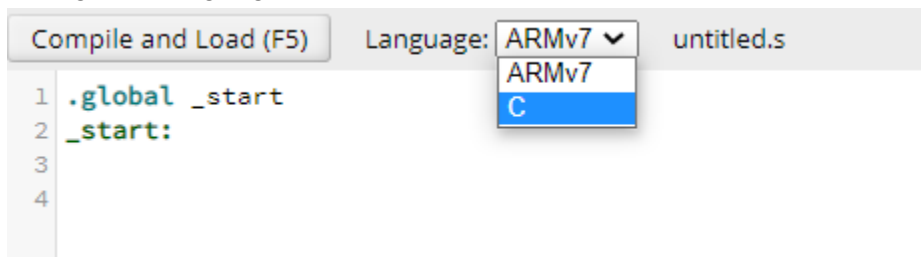 Compile and Load (F5) Language: ARMv7 untitled.s
ARMv7
C
1 .global _start
2 _start:
3
4